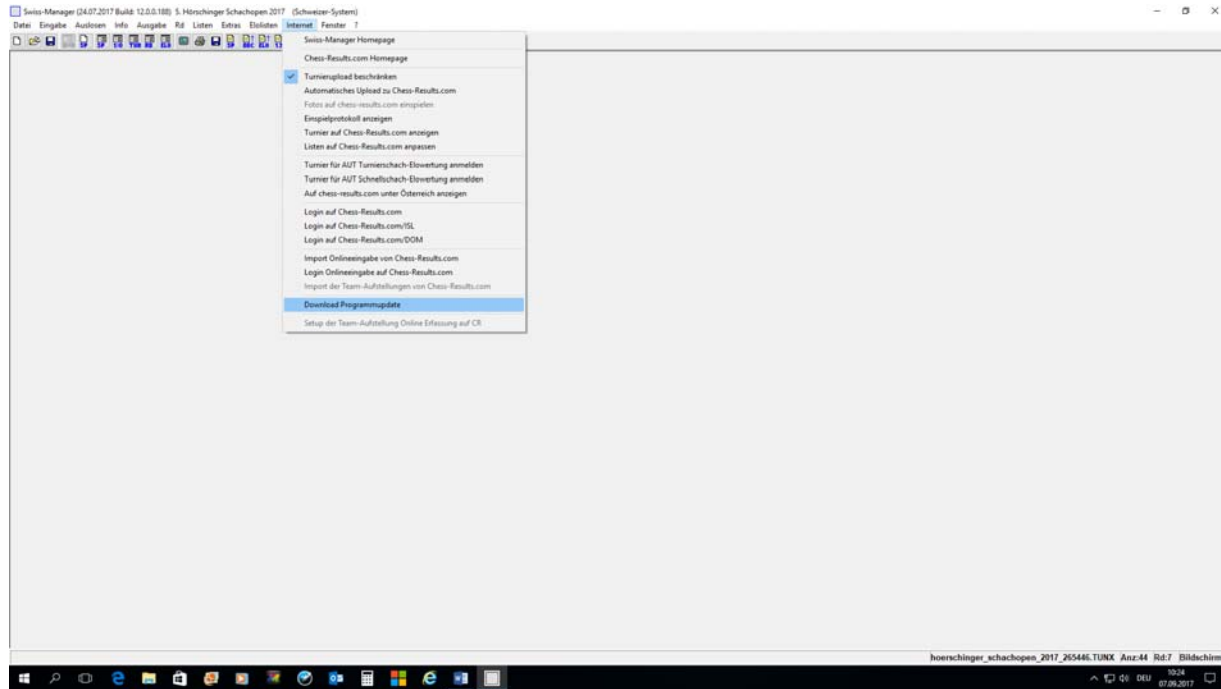 Swiss-Manager (24.07.2017 Build: 12.0.0.188) 5. Hörschinger Schachopen 2017 (Schweizer-System)
Datei Eingabe Auslosen Info Ausgabe Rd Listen Extras Elolisten Internet Fenster ?
Swiss-Manager Homepage
Chess-Results.com Homepage
Turnierupload beschränken
Automatisches Upload zu Chess-Results.com
Fotos auf chess-results.com einspielen
Einspielprotokoll anzeigen
Turnier auf Chess-Results.com anzeigen
Listen auf Chess-Results.com anpassen
Turnier für AUT Turnierschach-Elowertung anmelden
Turnier für AUT Schnellschach-Elowertung anmelden
Auf chess-results.com unter Österreich anzeigen
Login auf Chess-Results.com
Login auf Chess-Results.com/ISL
Login auf Chess-Results.com/DOM
Import Onlineeingabe von Chess-Results.com
Login Onlineeingabe auf Chess-Results.com
Import der Team-Aufstellungen von Chess-Results.com
Download Programmupdate
Setup der Team-Aufstellung Online Erfassung auf CR
hoerschinger_schachopen_2017_265446.TUNX Anz:44 Rd:7 Bildschirm
DEU 10:24
07.09.2017